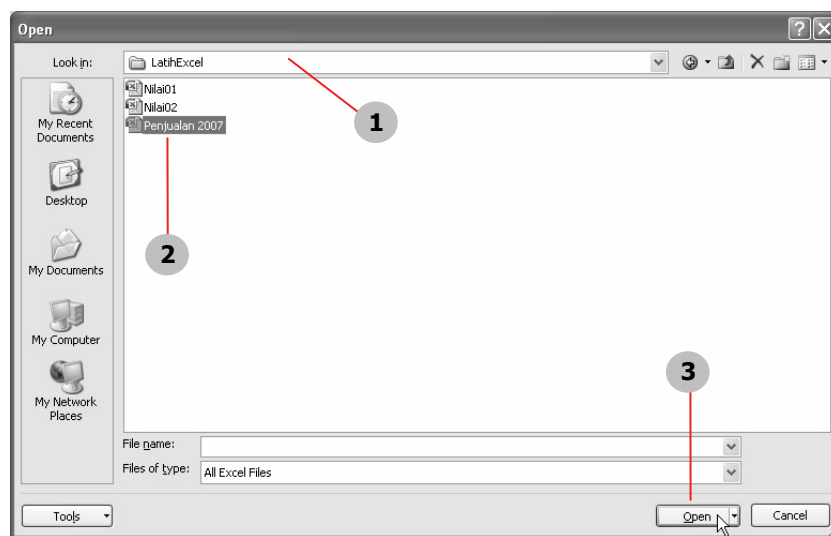 Open
Look in: LatihExcel
Nilai01
Nilai02
Penjualan 2007
1
2
3
My Recent
Documents
Desktop
My Documents
My Computer
My Network
Places
File name:
Files of type: All Excel Files
Tools Open Cancel